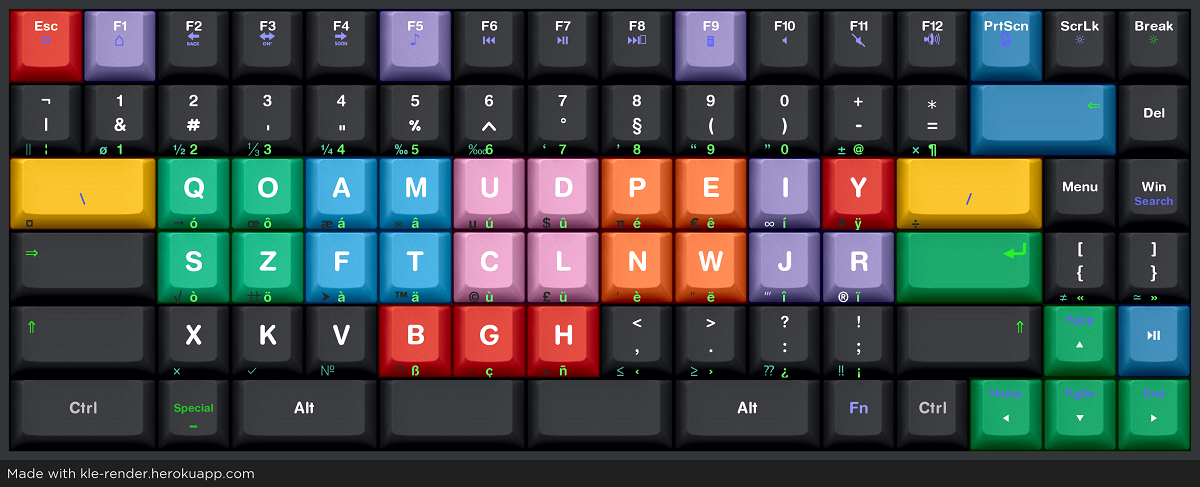 Esc F1 F2 F3 F4 F5 F6 F7 F8 F9 F10 F11 F12 PrtScn ScrLk Break
BACK ON! SOON
¬ 1 2 3 4 5 6 7 8 9 0 + *
| & # ' " % ^ ° § ( ) - = ⇐ Del
‖ ¦ ø 1 ½ 2 ⅓ 3 ¼ 4 ‰ 5 6 ‘ 7 ’ 8 “ 9 ” 0 ± @ × ¶
\ Q O A M U D P E I Y / Menu Win
Search
¤ → ó œ ô æ á â u ú $ û π é € ê ∞ í ÿ ÷
⇒ S Z F T C L N W J R [ ]
{ }
√ ò ö ➤ à ™ ä © ù £ ü è ë ‴ î ® ï ≠ « ≃ »
⇑ X K V B G H < > ? ! ⇑ PgUp
, . : ;
× ✓ № ß ç ñ ≤ ‹ ≥ › ⁇ ¿ ‼ ¡
Ctrl Special Alt Alt Fn Ctrl Home PgDn End
Made with kle-render.herokuapp.com